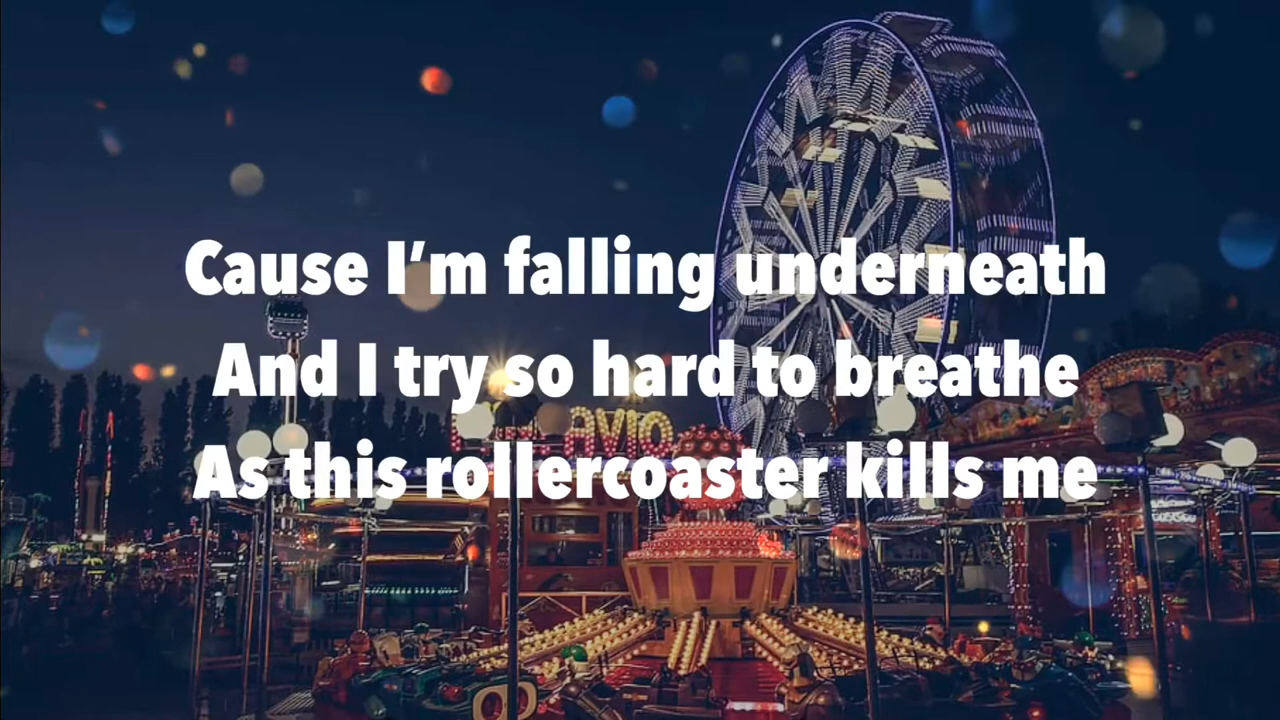 Cause I’m falling underneath
And I try so hard to breathe
As this rollercoaster kills me